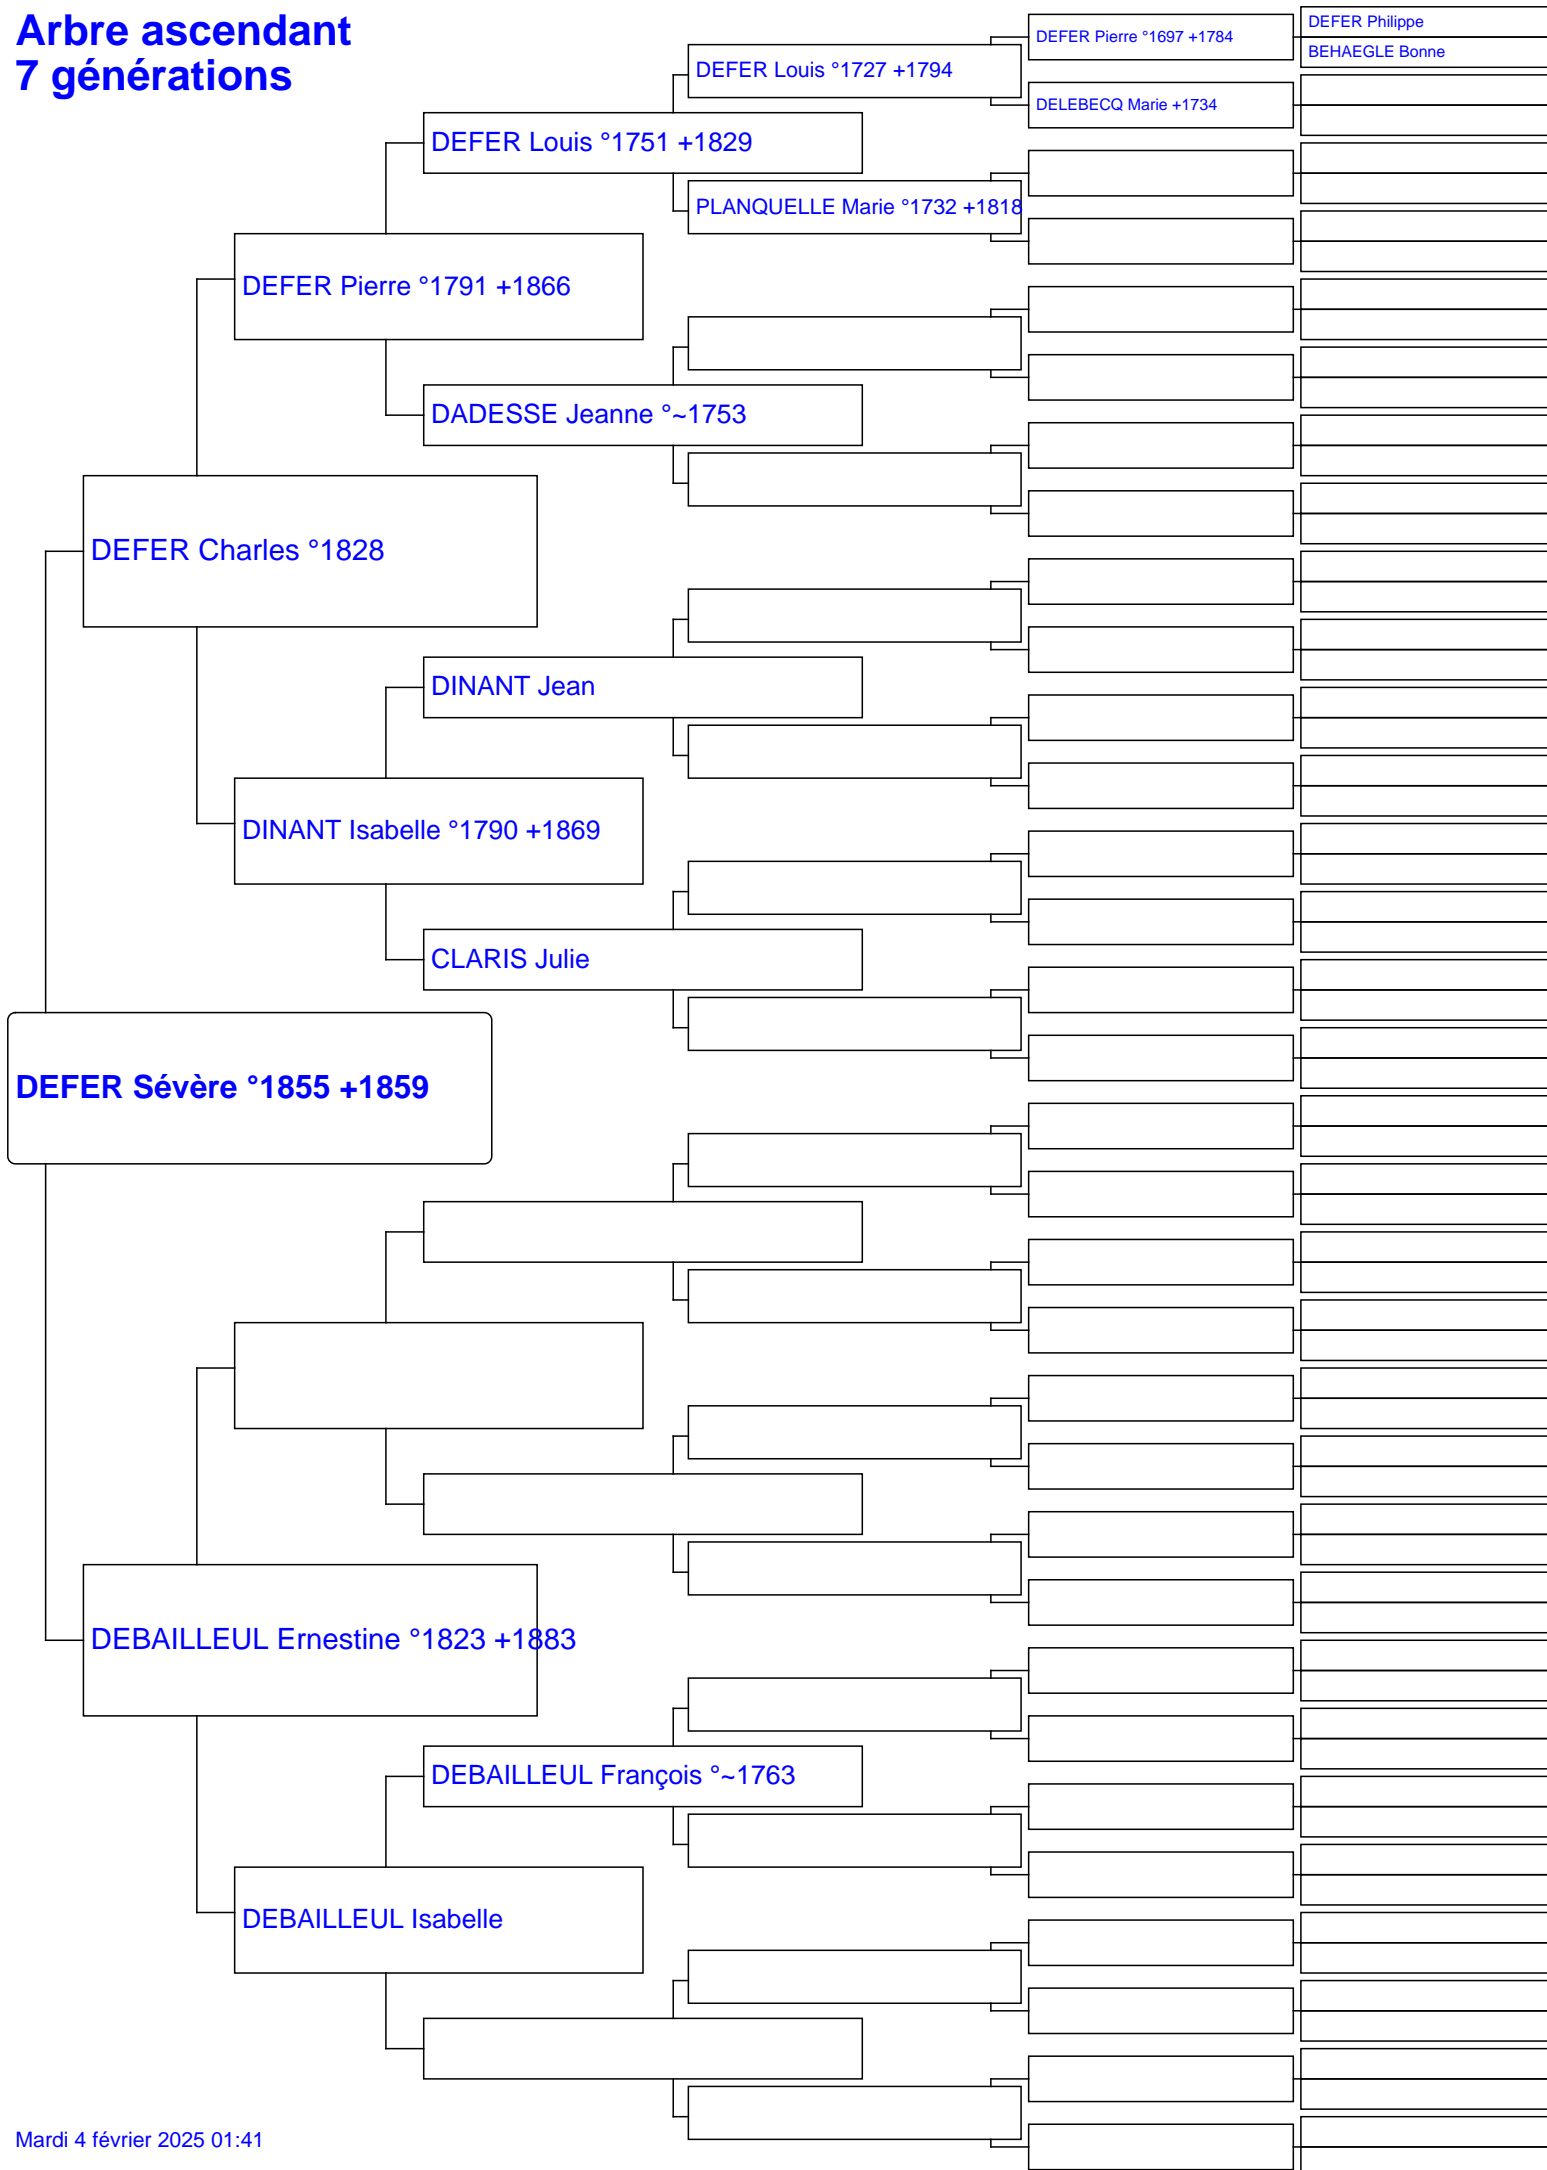 Arbre ascendant
7 générations
DEFER Philippe
DEFER Pierre °1697 +1784
BEHAEGLE Bonne
DEFER Louis °1727 +1794
DELEBECQ Marie +1734
DEFER Louis °1751 +1829
PLANQUELLE Marie °1732 +1818
DEFER Pierre °1791 +1866
DADESSE Jeanne °~1753
DEFER Charles °1828
DINANT Jean
DINANT Isabelle °1790 +1869
CLARIS Julie
DEFER Sévère °1855 +1859
DEBAILLEUL Ernestine °1823 +1883
DEBAILLEUL François °~1763
DEBAILLEUL Isabelle
Mardi 4 février 2025 01:41